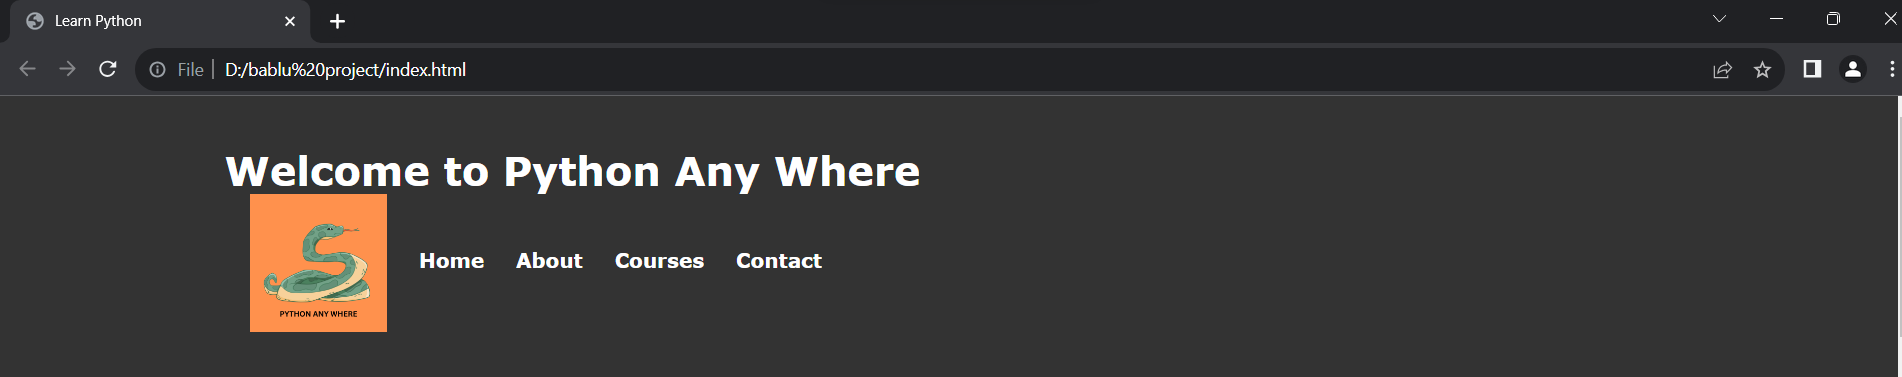 Learn Python
File D:/bablu%20project/index.html
Welcome to Python Any Where
Home About Courses Contact
PYTHON ANY WHERE